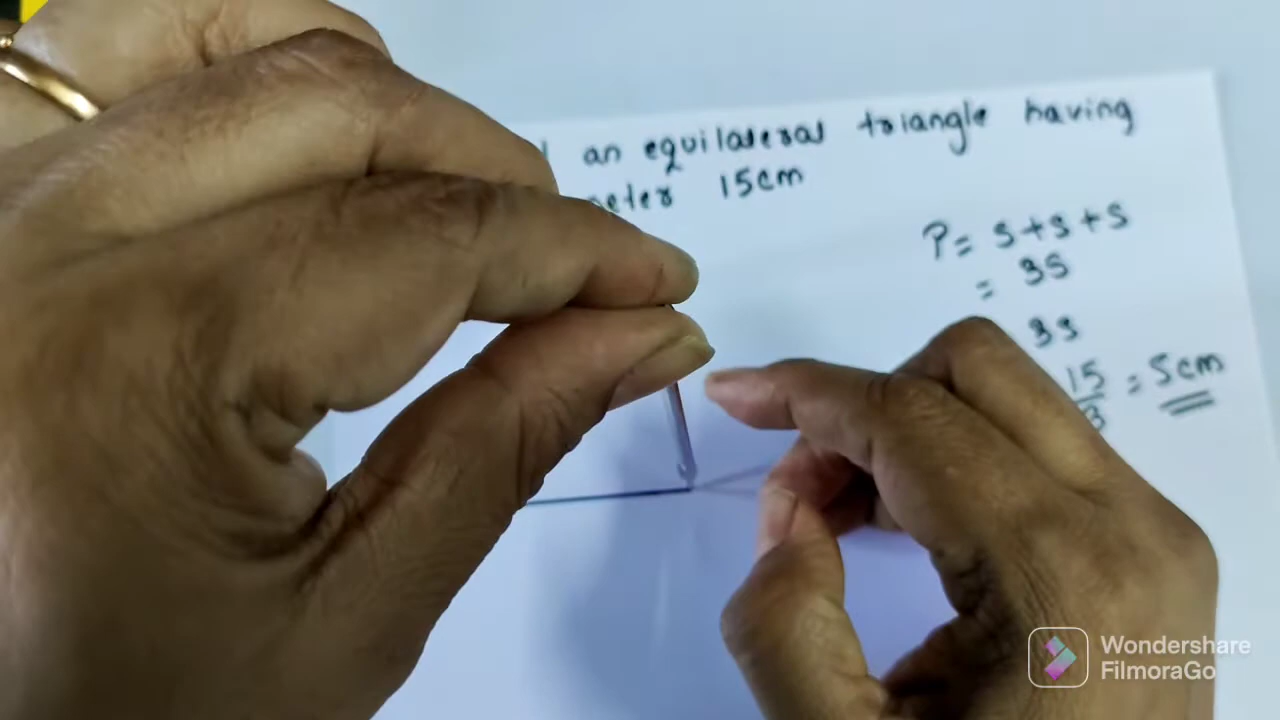 an equilateral triangle having
15cm
P = S+S+S
= 3S
3s
15/3 = 5cm
Wondershare
FilmoraGo